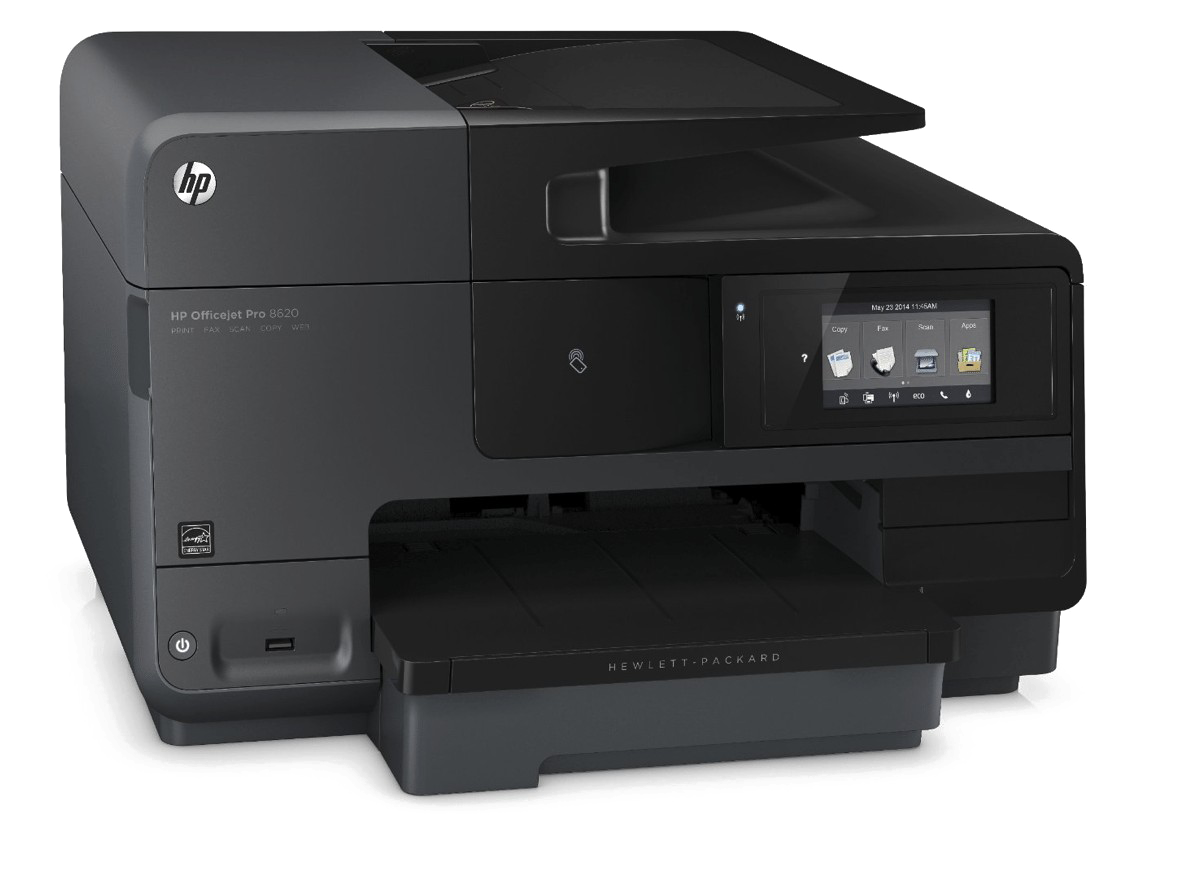 hp
HP Officejet Pro 8620
PRINT FAX SCAN COPY WEB
May 23 2014 11:45AM
Copy Fax Scan Apps
?
eco
HEWLETT-PACKARD